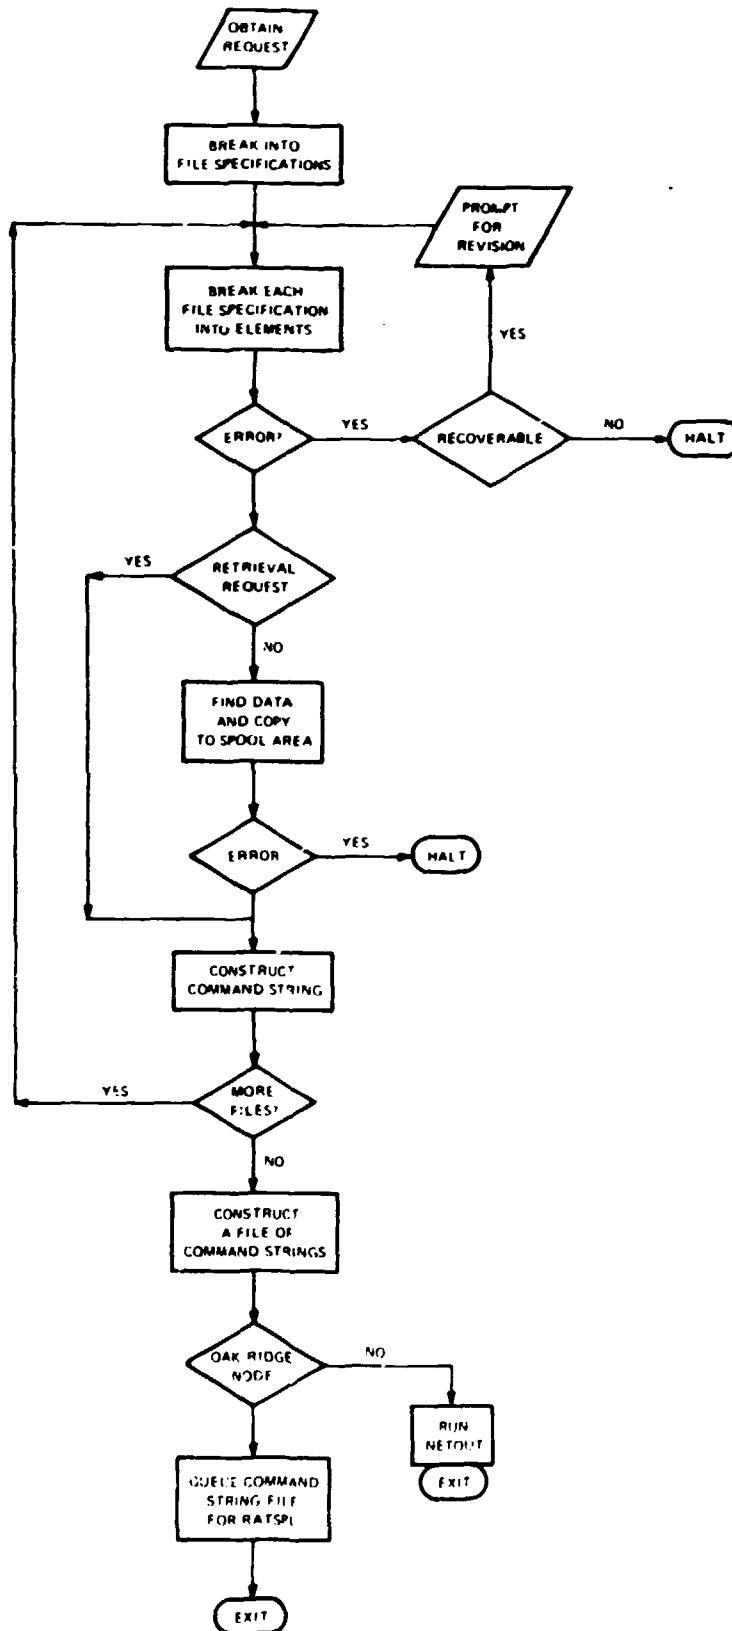 OBTAIN
REQUEST
BREAK INTO
FILE SPECIFICATIONS
PROMPT
FOR
REVISION
BREAK EACH
FILE SPECIFICATION
INTO ELEMENTS
YES
ERROR?
YES
RECOVERABLE
NO
HALT
YES
RETRIEVAL
REQUEST
NO
FIND DATA
AND COPY
TO SPOOL AREA
ERROR
YES
HALT
CONSTRUCT
COMMAND STRING
YES
MORE
FILES?
NO
CONSTRUCT
A FILE OF
COMMAND STRINGS
OAK RIDGE
NODE
NO
RUN
NETOUT
EXIT
QUEUE COMMAND
STRING FILE
FOR RATSPL
EXIT